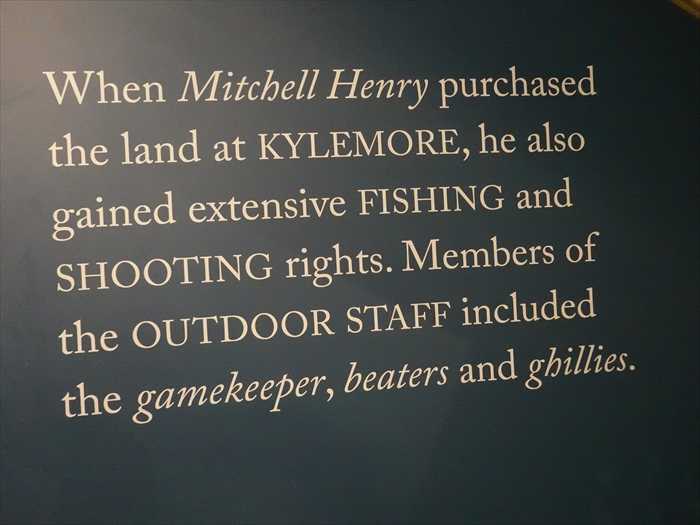 When Mitchell Henry purchased
the land at KYLEMORE, he also
gained extensive FISHING and
SHOOTING rights. Members of
the OUTDOOR STAFF included
the gamekeeper, beaters and ghillies.